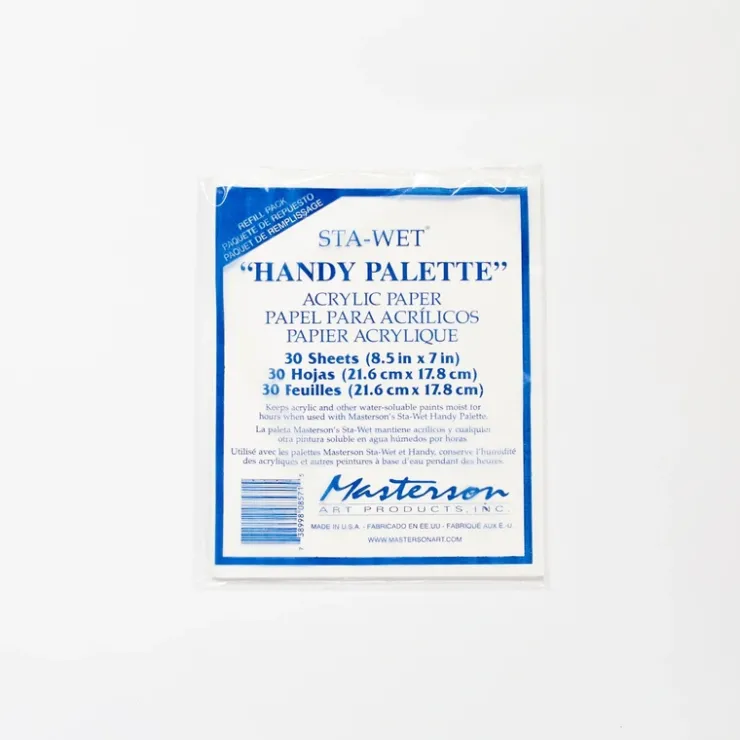 REFILL PACK
PAQUETE DE REPUESTO
PAQUET DE REMPLISSAGE
STA-WET®
“HANDY PALETTE”
ACRYLIC PAPER
PAPEL PARA ACRÍLICOS
PAPIER ACRYLIQUE
30 Sheets (8.5 in x 7 in)
30 Hojas (21.6 cm x 17.8 cm)
30 Feuilles (21.6 cm x 17.8 cm)
Keeps acrylic and other water-soluble paints moist for
hours when used with Masterson's Sta-Wet Handy Palette.
La paleta Masterson's Sta-Wet mantiene acrílicos y cualquier
otra pintura soluble en agua húmedos por horas.
Utilisé avec les palettes Masterson Sta-Wet et Handy, conserve l'humidité
des acryliques et autres peintures à base d'eau pendant des heures.
Masterson
ART PRODUCTS, INC.
MADE IN U.S.A. - FABRICADO EN EE.UU - FABRIQUÉ AUX É.-U.
WWW.MASTERSONART.COM
7 38998 08571 5